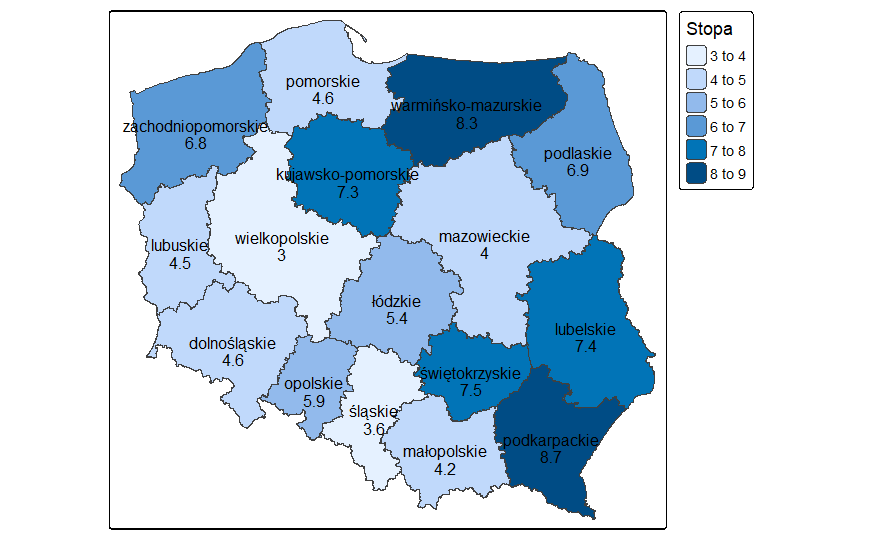 Stopa
3 to 4
4 to 5
5 to 6
6 to 7
7 to 8
8 to 9
pomorskie
4.6
warmińsko-mazurskie
8.3
zachodniopomorskie
6.8
podlaskie
6.9
kujawsko-pomorskie
7.3
wielkopolskie
3
mazowieckie
4
lubuskie
4.5
łódzkie
5.4
lubelskie
7.4
dolnośląskie
4.6
opolskie
5.9
świętokrzyskie
7.5
śląskie
3.6
małopolskie
4.2
podkarpackie
8.7